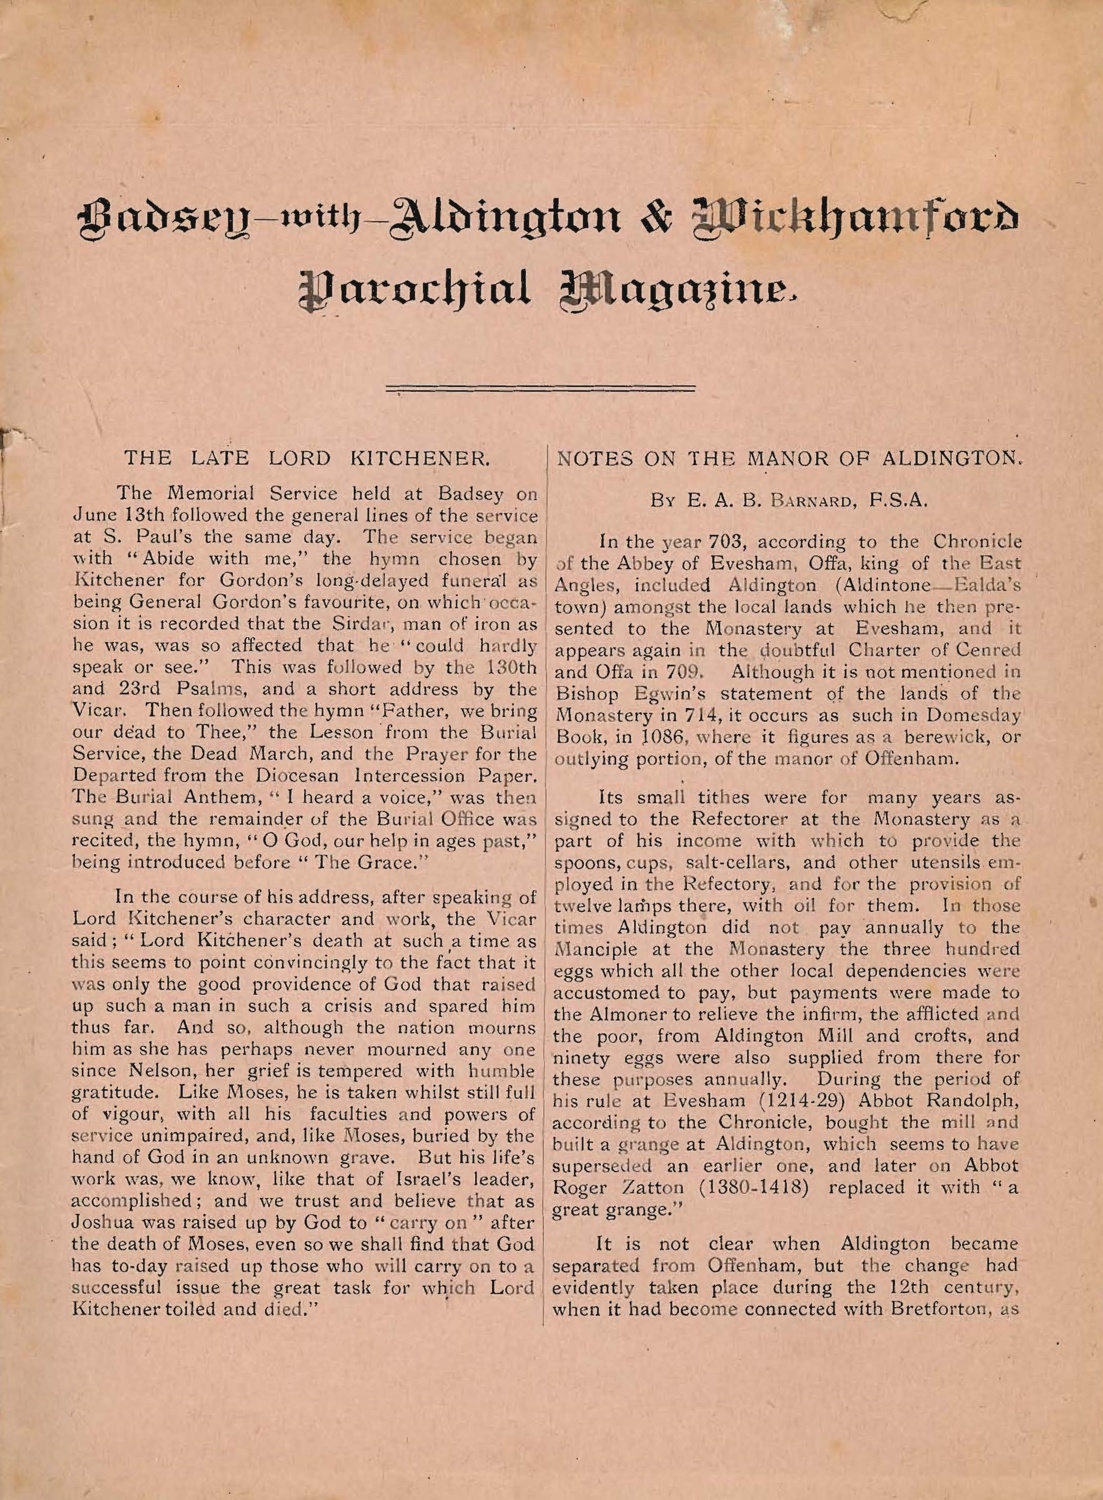 Badsey-with-Aldington & Wickhamford
Parochial Magazine.
THE LATE LORD KITCHENER.
The Memorial Service held at Badsey on
June 13th followed the general lines of the service
at S. Paul's the same day. The service began
with “Abide with me,” the hymn chosen by
Kitchener for Gordon's long-delayed funeral as
being General Gordon's favourite, on which occa-
sion it is recorded that the Sirdar, man of iron as
he was, was so affected that he “could hardly
speak or see.” This was followed by the 130th
and 23rd Psalms, and a short address by the
Vicar. Then followed the hymn “Father, we bring
our dead to Thee,” the Lesson from the Burial
Service, the Dead March, and the Prayer for the
Departed from the Diocesan Intercession Paper.
The Burial Anthem, “I heard a voice,” was then
sung and the remainder of the Burial Office was
recited, the hymn, “O God, our help in ages past,”
being introduced before “The Grace.”
In the course of his address, after speaking of
Lord Kitchener's character and work, the Vicar
said; “Lord Kitchener's death at such a time as
this seems to point convincingly to the fact that it
was only the good providence of God that raised
up such a man in such a crisis and spared him
thus far. And so, although the nation mourns
him as she has perhaps never mourned any one
since Nelson, her grief is tempered with humble
gratitude. Like Moses, he is taken whilst still full
of vigour, with all his faculties and powers of
service unimpaired, and, like Moses, buried by the
hand of God in an unknown grave. But his life's
work was, we know, like that of Israel's leader,
accomplished; and we trust and believe that as
Joshua was raised up by God to “carry on” after
the death of Moses, even so we shall find that God
has to-day raised up those who will carry on to a
successful issue the great task for which Lord
Kitchener toiled and died.”
NOTES ON THE MANOR OF ALDINGTON.
By E. A. B. Barnard, F.S.A.
In the year 703, according to the Chronicle
of the Abbey of Evesham, Offa, king of the East
Angles, included Aldington (Aldintone—Ealda's
town) amongst the local lands which he then pre-
sented to the Monastery at Evesham, and it
appears again in the doubtful Charter of Cenred
and Offa in 709. Although it is not mentioned in
Bishop Egwin's statement of the lands of the
Monastery in 714, it occurs as such in Domesday
Book, in 1086, where it figures as a berewick, or
outlying portion, of the manor of Offenham.
Its small tithes were for many years as-
signed to the Refectorer at the Monastery as a
part of his income with which to provide the
spoons, cups, salt-cellars, and other utensils em-
ployed in the Refectory, and for the provision of
twelve lamps there, with oil for them. In those
times Aldington did not pay annually to the
Manciple at the Monastery the three hundred
eggs which all the other local dependencies were
accustomed to pay, but payments were made to
the Almoner to relieve the infirm, the afflicted and
the poor, from Aldington Mill and crofts, and
ninety eggs were also supplied from there for
these purposes annually. During the period of
his rule at Evesham (1214-29) Abbot Randolph,
according to the Chronicle, bought the mill and
built a grange at Aldington, which seems to have
superseded an earlier one, and later on Abbot
Roger Zatton (1380-1418) replaced it with “a
great grange.”
It is not clear when Aldington became
separated from Offenham, but the change had
evidently taken place during the 12th century,
when it had become connected with Bretforton, as